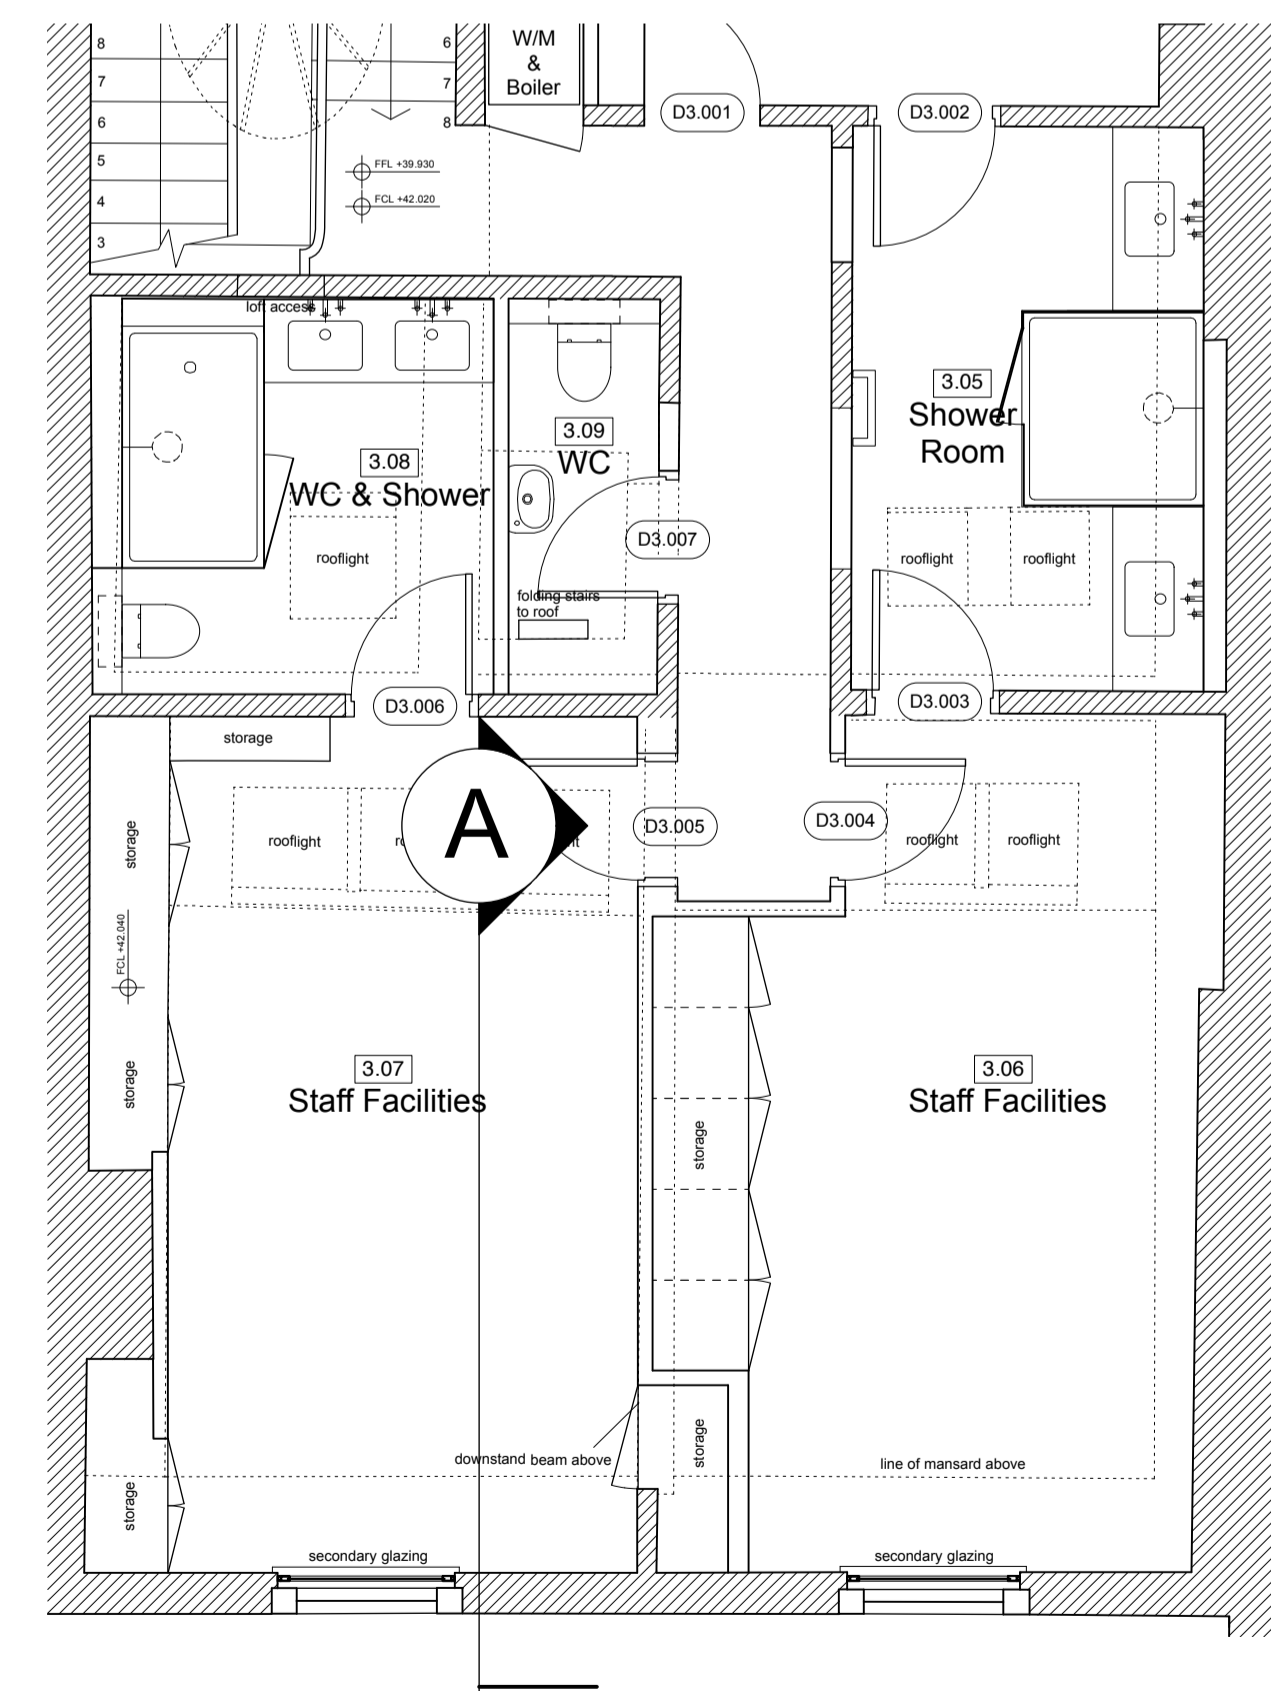 8
7
6
5
4
3
6
7
8
W/M
&
Boiler
D3.001
D3.002
FFL +39.930
FCL +42.020
loft access
3.08
WC & Shower
rooflight
3.09
WC
D3.007
folding stairs
to roof
3.05
Shower
Room
rooflight
rooflight
D3.006
D3.003
storage
storage
rooflight
A
D3.005
D3.004
rooflight
rooflight
FCL +42.040
storage
3.07
Staff Facilities
3.06
Staff Facilities
storage
downstand beam above
storage
line of mansard above
storage
secondary glazing
secondary glazing